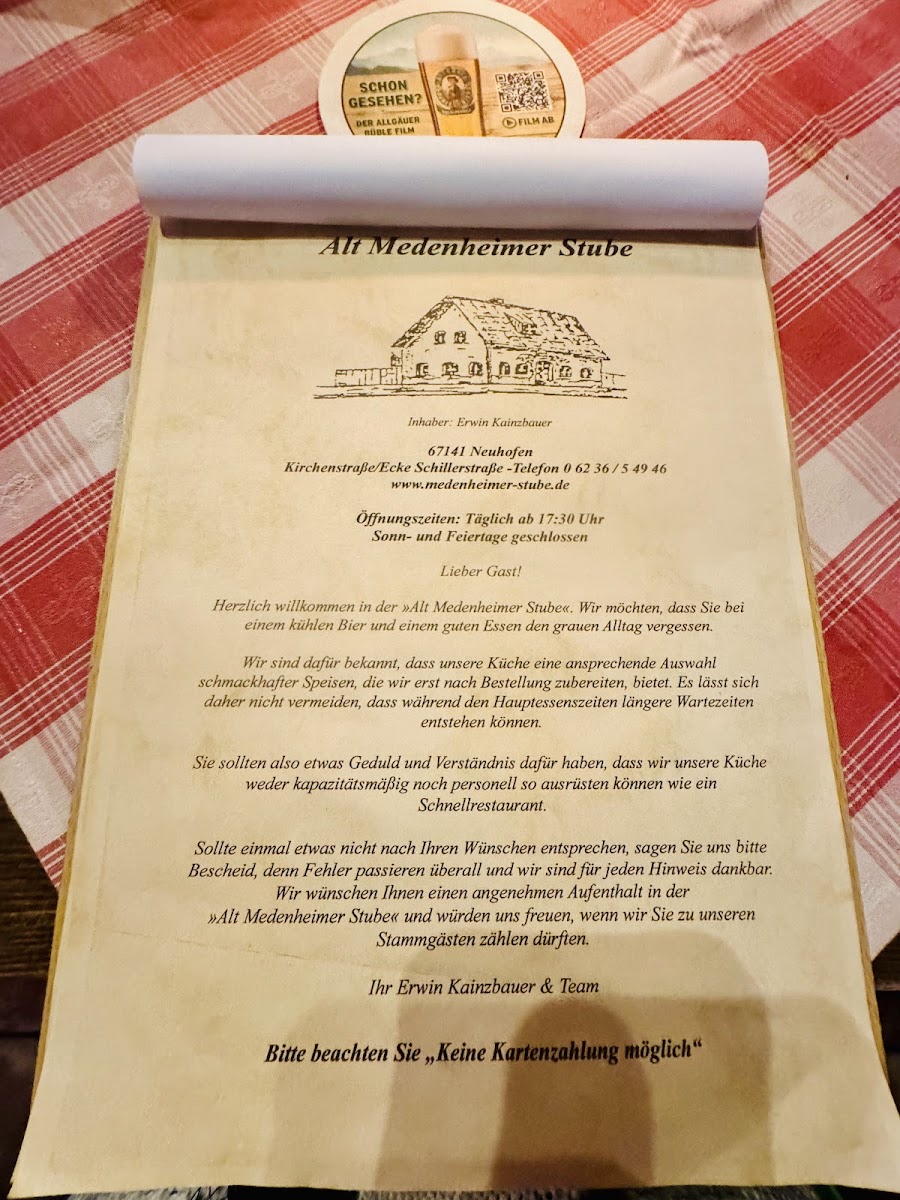 SCHON
GESEHEN?
DER ALLGÄUER
BÜBLE FILM
FILM AB
Alt Medenheimer Stube
Inhaber: Erwin Kainzbauer
67141 Neuhofen
Kirchenstraße/Ecke Schillerstraße -Telefon 0 62 36 / 5 49 46
www.medenheimer-stube.de
Öffnungszeiten: Täglich ab 17:30 Uhr
Sonn- und Feiertage geschlossen
Lieber Gast!
Herzlich willkommen in der »Alt Medenheimer Stube«. Wir möchten, dass Sie bei
einem kühlen Bier und einem guten Essen den grauen Alltag vergessen.
Wir sind dafür bekannt, dass unsere Küche eine ansprechende Auswahl
schmackhafter Speisen, die wir erst nach Bestellung zubereiten, bietet. Es lässt sich
daher nicht vermeiden, dass während den Hauptessenszeiten längere Wartezeiten
entstehen können.
Sie sollten also etwas Geduld und Verständnis dafür haben, dass wir unsere Küche
weder kapazitätsmäßig noch personell so ausrüsten können wie ein
Schnellrestaurant.
Sollte einmal etwas nicht nach Ihren Wünschen entsprechen, sagen Sie uns bitte
Bescheid, denn Fehler passieren überall und wir sind für jeden Hinweis dankbar.
Wir wünschen Ihnen einen angenehmen Aufenthalt in der
»Alt Medenheimer Stube« und würden uns freuen, wenn wir Sie zu unseren
Stammgästen zählen dürften.
Ihr Erwin Kainzbauer & Team
Bitte beachten Sie „Keine Kartenzahlung möglich“